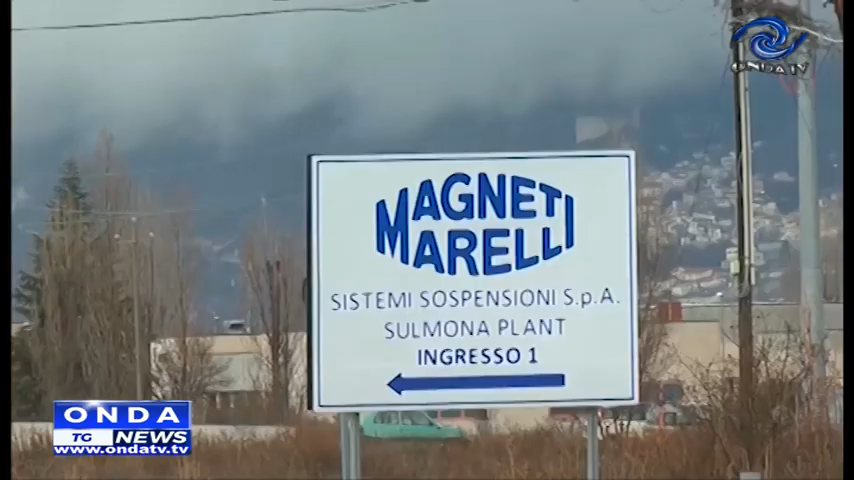 ONDA TV
MAGNETI
MARELLI
SISTEMI SOSPENSIONI S.p.A.
SULMONA PLANT
INGRESSO 1
ONDA
TG NEWS
www.ondatv.tv